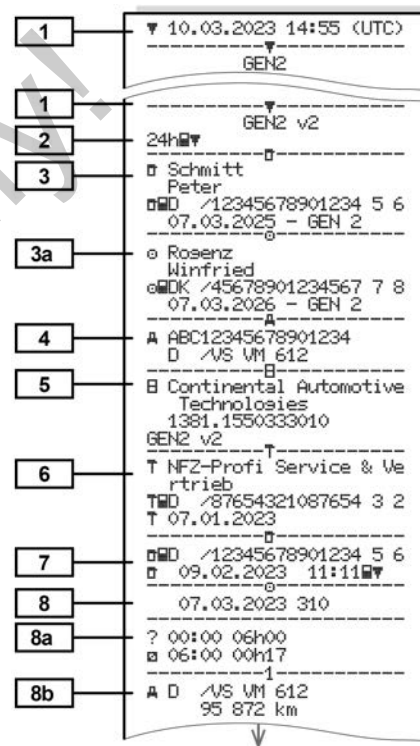 1 ▼ 10.03.2023 14:55 (UTC)
-----------▼-----------
GEN2
1 -----------▼-----------
GEN2 v2
2 24h▼
3 Schmitt
Peter
D /12345678901234 5 6
07.03.2025 - GEN 2
3a Rogenz
Winfried
DK /45678901234567 7 8
07.03.2026 - GEN 2
4 A ABC12345678901234
D /VS VM 612
5 B Continental Automotive
Technologies
1381.1550333010
GEN2 v2
6 T NFZ-Profi Service & Ve
rtrieb
T D /87654321087654 3 2
T 07.01.2023
7 D /12345678901234 5 6
09.02.2023 11:11▼
8 07.03.2023 310
8a ? 00:00 06h00
06:00 00h17
-----------1-----------
8b A D /VS VM 612
95 872 km
ly!